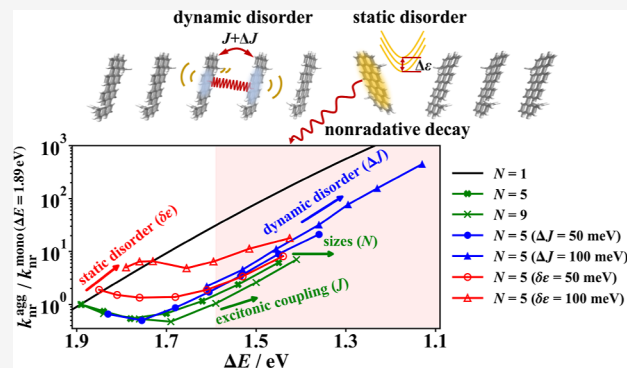 dynamic disorder
static disorder
J+ΔJ
Δε
nonradative decay
10³
10²
10¹
10⁰
k_nr^agg / k_nr^mono (ΔE = 1.89 eV)
static disorder (δε)
dynamic disorder (ΔJ)
sizes (N)
excitonic coupling (J)
1.9 1.7 1.5 1.3 1.1
ΔE / eV
N = 1
N = 5
N = 9
N = 5 (ΔJ = 50 meV)
N = 5 (ΔJ = 100 meV)
N = 5 (δε = 50 meV)
N = 5 (δε = 100 meV)